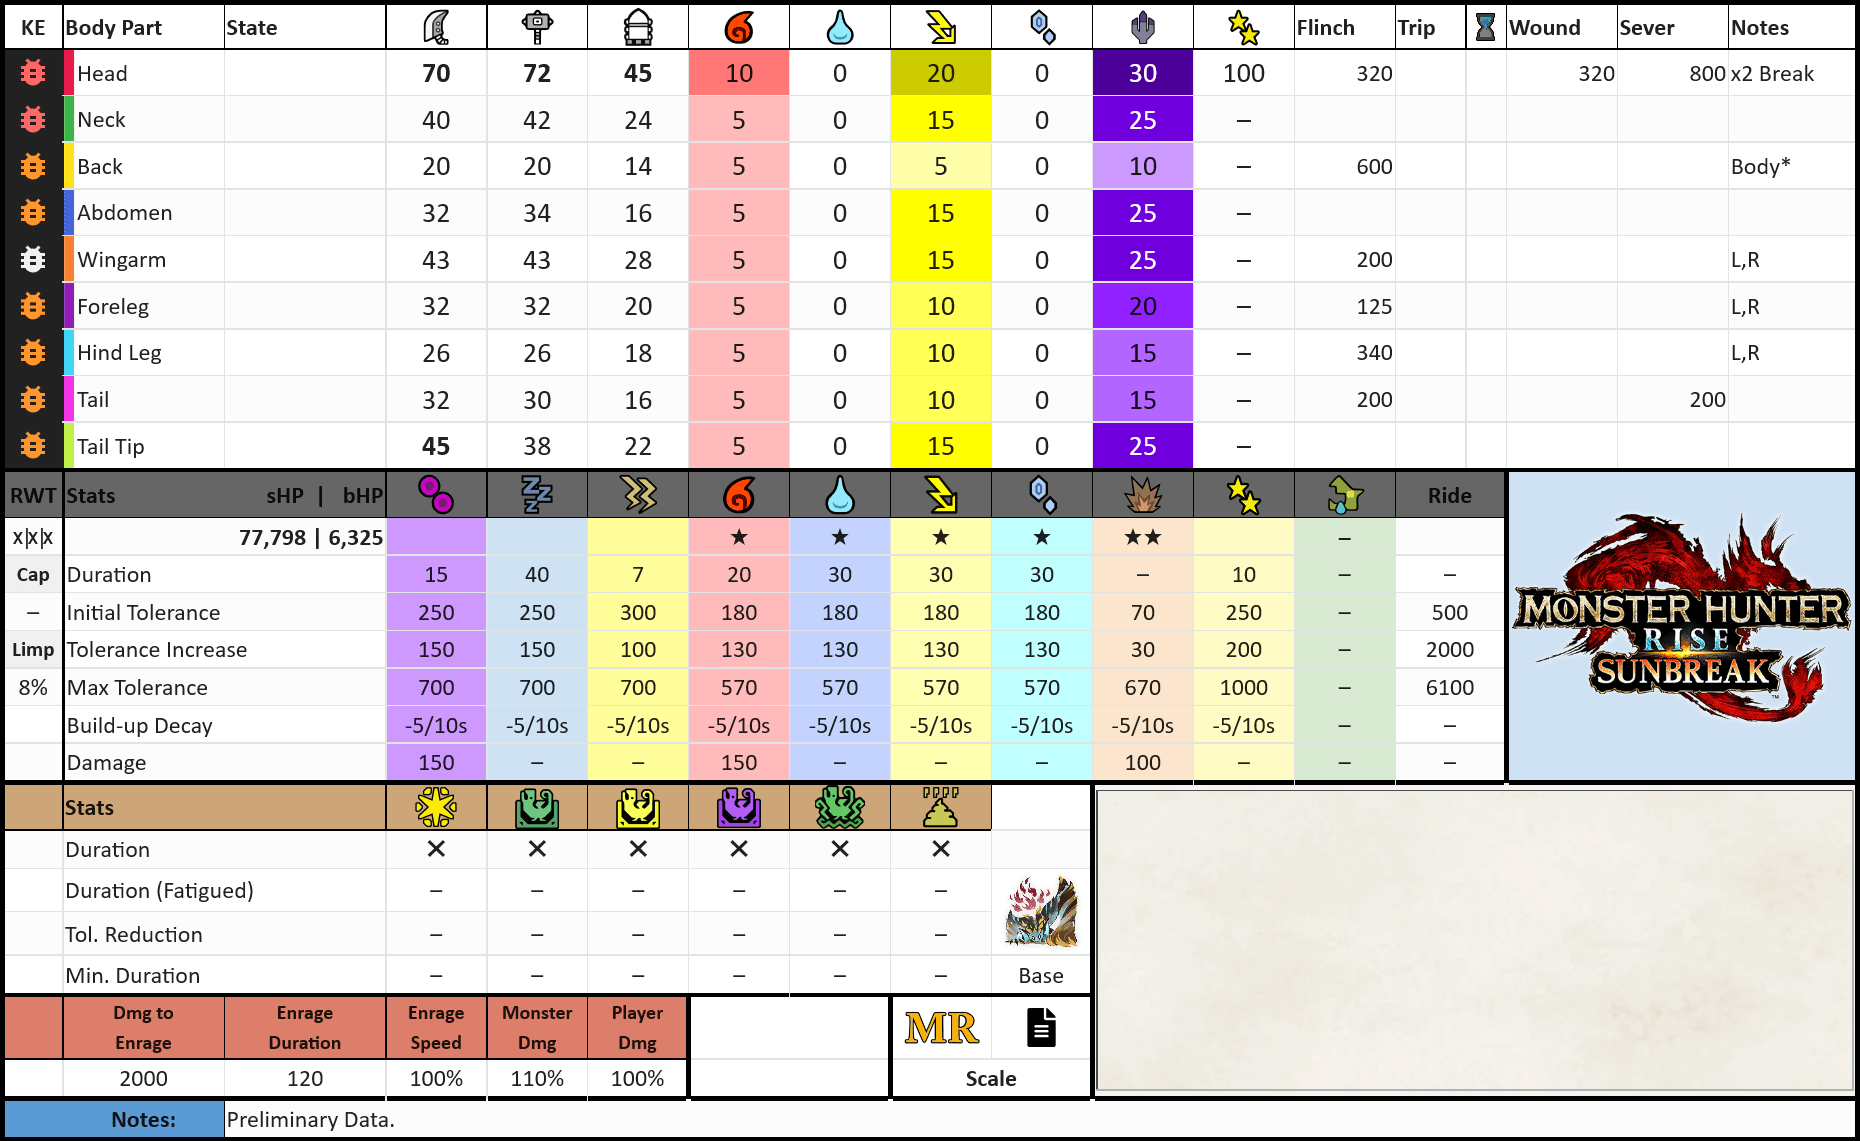 KE Body Part State Flinch Trip Wound Sever Notes
Head 70 72 45 10 0 20 0 30 100 320 320 800 x2 Break
Neck 40 42 24 5 0 15 0 25 –
Back 20 20 14 5 0 5 0 10 – 600 Body*
Abdomen 32 34 16 5 0 15 0 25 –
Wingarm 43 43 28 5 0 15 0 25 – 200 L,R
Foreleg 32 32 20 5 0 10 0 20 – 125 L,R
Hind Leg 26 26 18 5 0 10 0 15 – 340 L,R
Tail 32 30 16 5 0 10 0 15 – 200 200
Tail Tip 45 38 22 5 0 15 0 25 –
RWT Stats sHP | bHP Ride
x|x|x 77,798 | 6,325 ★ ★ ★ ★ ★★ –
Cap Duration 15 40 7 20 30 30 30 – 10 – –
– Initial Tolerance 250 250 300 180 180 180 180 70 250 – 500
Limp Tolerance Increase 150 150 100 130 130 130 130 30 200 – 2000
8% Max Tolerance 700 700 700 570 570 570 570 670 1000 – 6100
Build-up Decay -5/10s -5/10s -5/10s -5/10s -5/10s -5/10s -5/10s -5/10s -5/10s – –
Damage 150 – – 150 – – – 100 – – –
MONSTER HUNTER
RISE
SUNBREAK
™
Stats
Duration ✕ ✕ ✕ ✕ ✕ ✕
Duration (Fatigued) – – – – – –
Tol. Reduction – – – – – –
Min. Duration – – – – – – Base
Dmg to Enrage Enrage Monster Player
Enrage Duration Speed Dmg Dmg
MR
2000 120 100% 110% 100% Scale
Notes: Preliminary Data.